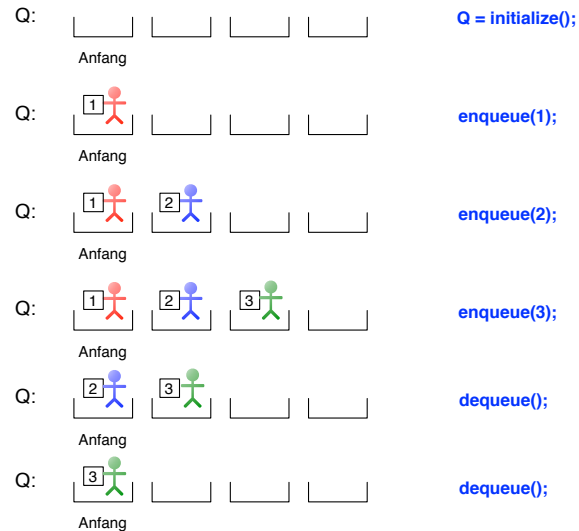 Q: Q = initialize();
Anfang
Q: 1 enqueue(1);
Anfang
Q: 1 2 enqueue(2);
Anfang
Q: 1 2 3 enqueue(3);
Anfang
Q: 2 3 dequeue();
Anfang
Q: 3 dequeue();
Anfang